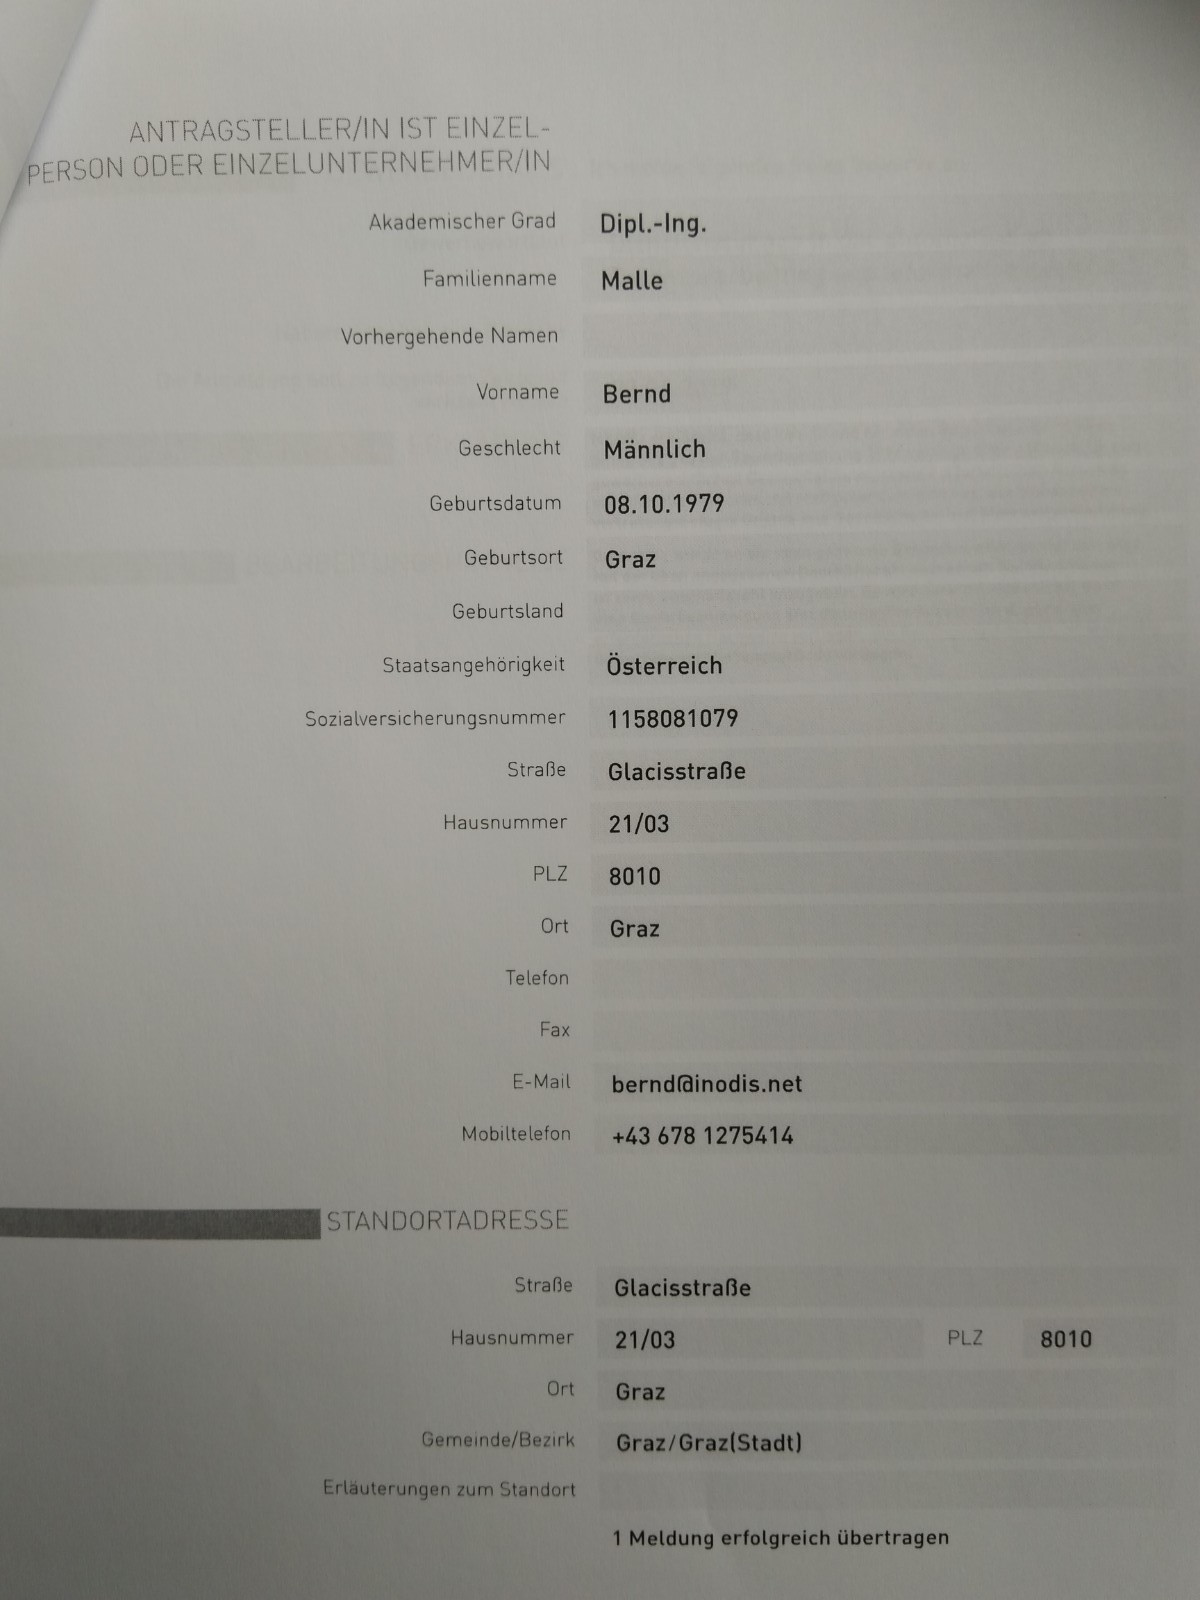 ANTRAGSTELLER/IN IST EINZEL-
PERSON ODER EINZELUNTERNEHMER/IN
Akademischer Grad Dipl.-Ing.
Familienname Malle
Vorhergehende Namen
Vorname Bernd
Geschlecht Männlich
Geburtsdatum 08.10.1979
Geburtsort Graz
Geburtsland
Staatsangehörigkeit Österreich
Sozialversicherungsnummer 1158081079
Straße Glacisstraße
Hausnummer 21/03
PLZ 8010
Ort Graz
Telefon
Fax
E-Mail bernd@inodis.net
Mobiltelefon +43 678 1275414
STANDORTADRESSE
Straße Glacisstraße
Hausnummer 21/03 PLZ 8010
Ort Graz
Gemeinde/Bezirk Graz/Graz(Stadt)
Erläuterungen zum Standort
1 Meldung erfolgreich übertragen